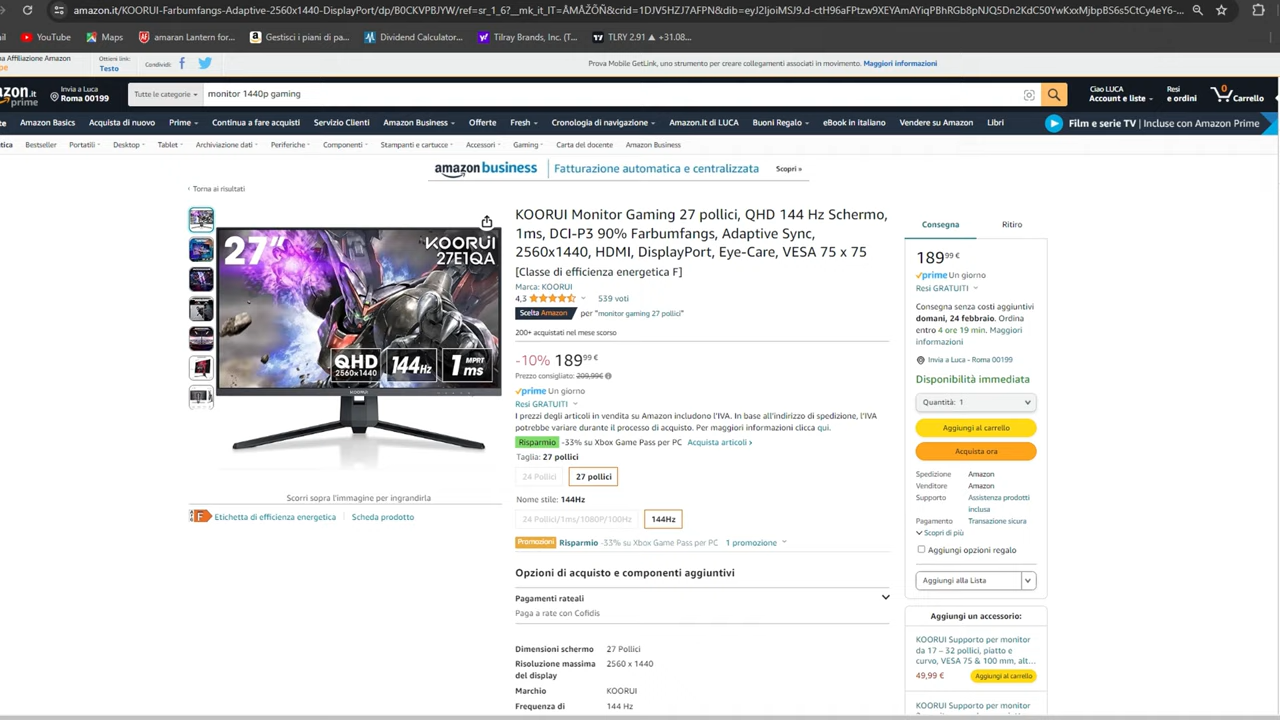 amazon.it/KOORUI-Farbumfangs-Adaptive-2560x1440-DisplayPort/dp/B0CKVPBJYW/ref=sr_1_6?
YouTube
Maps
amaran Lantern for...
Gestisci i piani di pa...
Dividend Calculator...
Tilray Brands, Inc. (T...
TLRY 2.91 ▲ +31.08...
a Affiliazione Amazon
Ottieni link:
Testo
Condividi:
Prova Mobile GetLink, uno strumento per creare collegamenti associati in movimento. Maggiori informazioni
azon.it
prime
Invia a Luca
Roma 00199
Tutte le categorie
monitor 1440p gaming
Ciao LUCA
Account e liste
Resi
e ordini
0
Carrello
te
Amazon Basics
Acquista di nuovo
Prime
Continua a fare acquisti
Servizio Clienti
Amazon Business
Offerte
Fresh
Cronologia di navigazione
Amazon.it di LUCA
Buoni Regalo
eBook in italiano
Vendere su Amazon
Libri
Film e serie TV | Incluse con Amazon Prime
tica
Bestseller
Portatili
Desktop
Tablet
Archiviazione dati
Periferiche
Componenti
Stampanti e cartucce
Accessori
Gaming
Carta del docente
Amazon Business
amazon business
Fatturazione automatica e centralizzata
Scopri »
‹ Torna ai risultati
27"
KOORUI
27E1QA
QHD
2560x1440
144Hz
1 MPRT
ms
KOORUI
Scorri sopra l'immagine per ingrandirla
F
Etichetta di efficienza energetica
Scheda prodotto
KOORUI Monitor Gaming 27 pollici, QHD 144 Hz Schermo,
1ms, DCI-P3 90% Farbumfangs, Adaptive Sync,
2560x1440, HDMI, DisplayPort, Eye-Care, VESA 75 x 75
[Classe di efficienza energetica F]
Marca: KOORUI
4,3
539 voti
Scelta Amazon per "monitor gaming 27 pollici"
200+ acquistati nel mese scorso
-10% 189,99 €
Prezzo consigliato: 209,99€
prime Un giorno
Resi GRATUITI
I prezzi degli articoli in vendita su Amazon includono l'IVA. In base all'indirizzo di spedizione, l'IVA
potrebbe variare durante il processo di acquisto. Per maggiori informazioni clicca qui.
Risparmio -33% su Xbox Game Pass per PC Acquista articoli ›
Taglia: 27 pollici
24 Pollici
27 pollici
Nome stile: 144Hz
24 Pollici/1ms/1080P/100Hz
144Hz
Promozioni Risparmio -33% su Xbox Game Pass per PC 1 promozione
Opzioni di acquisto e componenti aggiuntivi
Pagamenti rateali
Paga a rate con Cofidis
Dimensioni schermo 27 Pollici
Risoluzione massima 2560 x 1440
del display
Marchio KOORUI
Frequenza di 144 Hz
Consegna
Ritiro
189,99 €
prime Un giorno
Resi GRATUITI
Consegna senza costi aggiuntivi
domani, 24 febbraio. Ordina
entro 4 ore 19 min. Maggiori
informazioni
Invia a Luca - Roma 00199
Disponibilità immediata
Quantità: 1
Aggiungi al carrello
Acquista ora
Spedizione Amazon
Venditore Amazon
Supporto Assistenza prodotti
inclusa
Pagamento Transazione sicura
Scopri di più
Aggiungi opzioni regalo
Aggiungi alla Lista
Aggiungi un accessorio:
KOORUI Supporto per monitor
da 17 – 32 pollici, piatto e
curvo, VESA 75 & 100 mm, alt...
49,99 €
Aggiungi al carrello
KOORUI Supporto per monitor